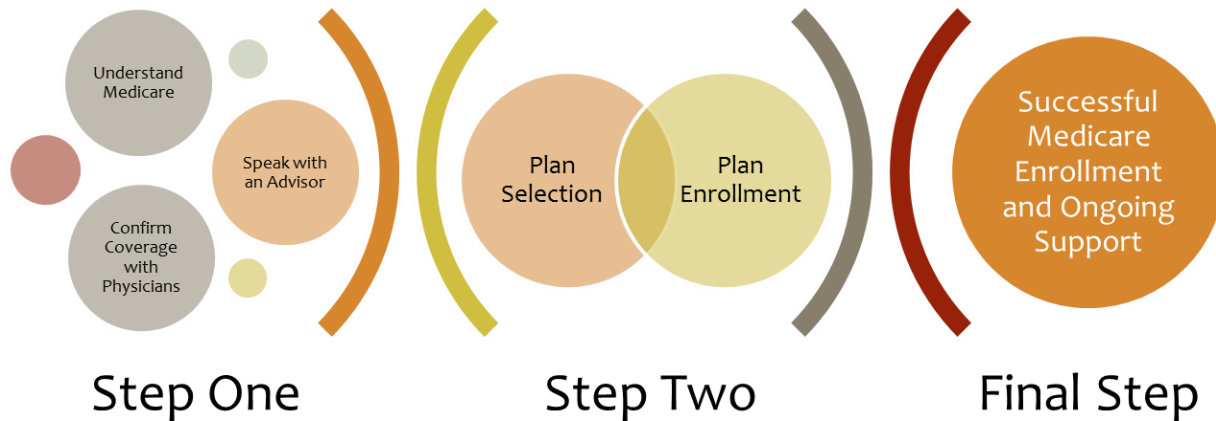 Understand
Medicare
Speak with
an Advisor
Confirm
Coverage
with
Physicians
Step One
Plan
Selection
Plan
Enrollment
Step Two
Successful
Medicare
Enrollment
and Ongoing
Support
Final Step